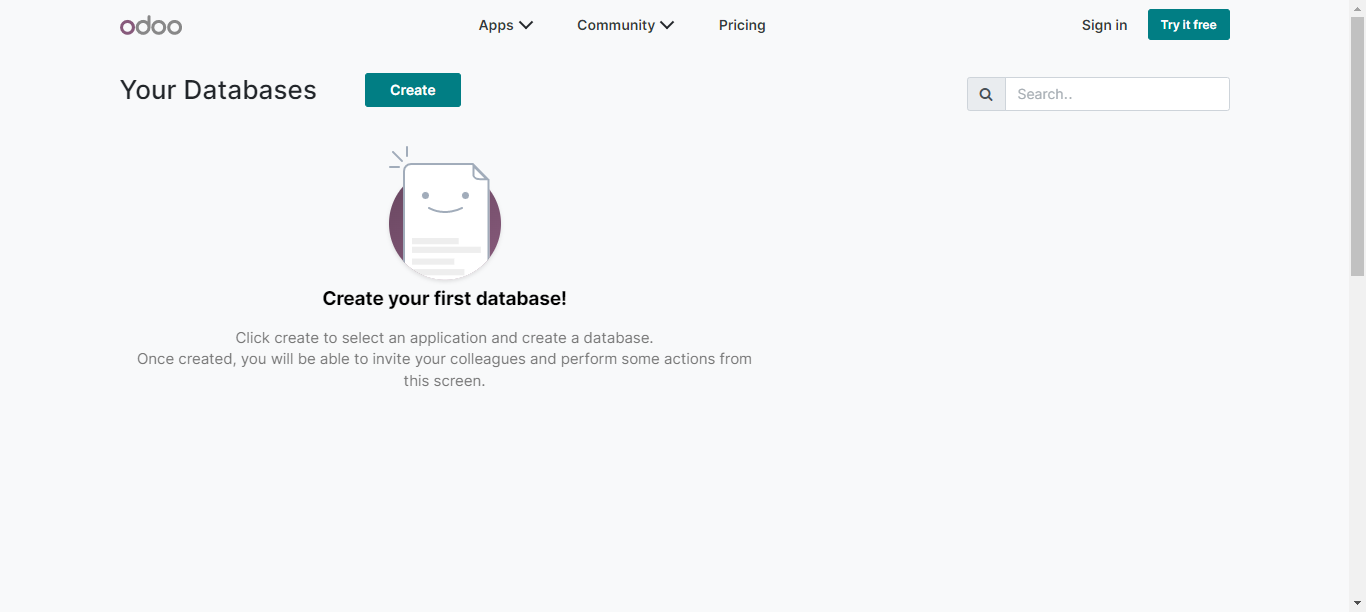 odoo
Apps
Community
Pricing
Sign in
Try it free
Your Databases
Create
Search..
Create your first database!
Click create to select an application and create a database.
Once created, you will be able to invite your colleagues and perform some actions from
this screen.